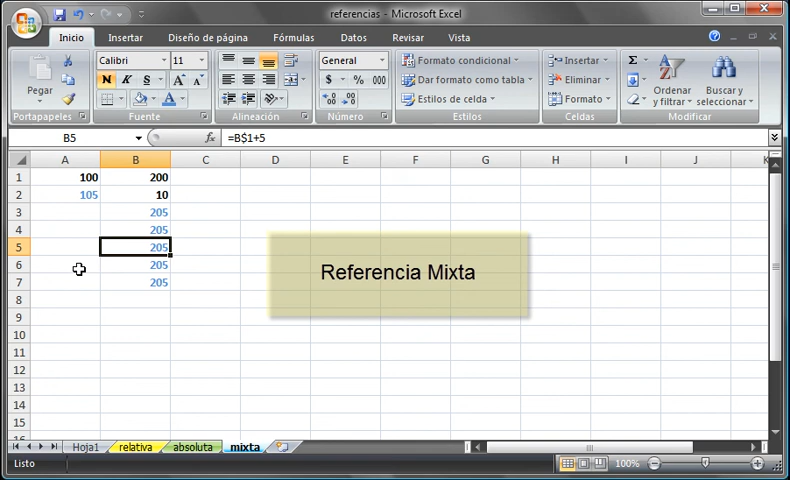 referencias - Microsoft Excel
Inicio Insertar Diseño de página Fórmulas Datos Revisar Vista
Pegar
Portapapeles
Calibri 11
N K S A A
A
Fuente
Alineación
General
$ % 000
Número
Formato condicional
Dar formato como tabla
Estilos de celda
Estilos
Insertar
Eliminar
Formato
Celdas
Σ
Ordenar y filtrar
Buscar y seleccionar
Modificar
B5 fx =B$1+5
A B C D E F G H I J K
1 100 200
2 105 10
3 205
4 205
5 205
6 205
7 205
8
9
10
11
12
13
14
15
16
Referencia Mixta
Hoja1 relativa absoluta mixta
Listo 100%